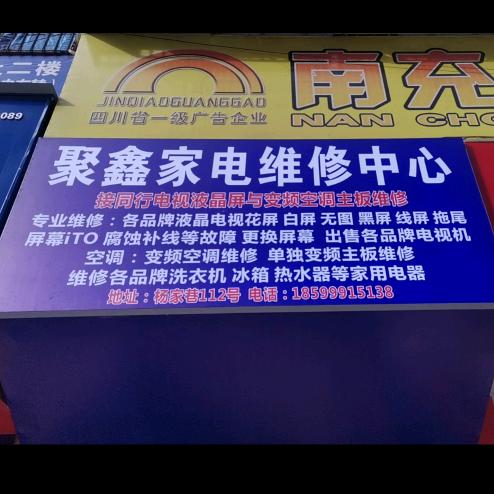 二楼
089
JINQIAOGUANGGAO
四川省一级广告企业
南充
NAN CHO
聚鑫家电维修中心
接同行电视液晶屏与变频空调主板维修
专业维修：各品牌液晶电视花屏 白屏 无图 黑屏 线屏 拖尾
屏幕iTO 腐蚀补线等故障 更换屏幕 出售各品牌电视机
空调：变频空调维修 单独变频主板维修
维修各品牌洗衣机 冰箱 热水器等家用电器
地址：杨家巷112号 电话：18599915138